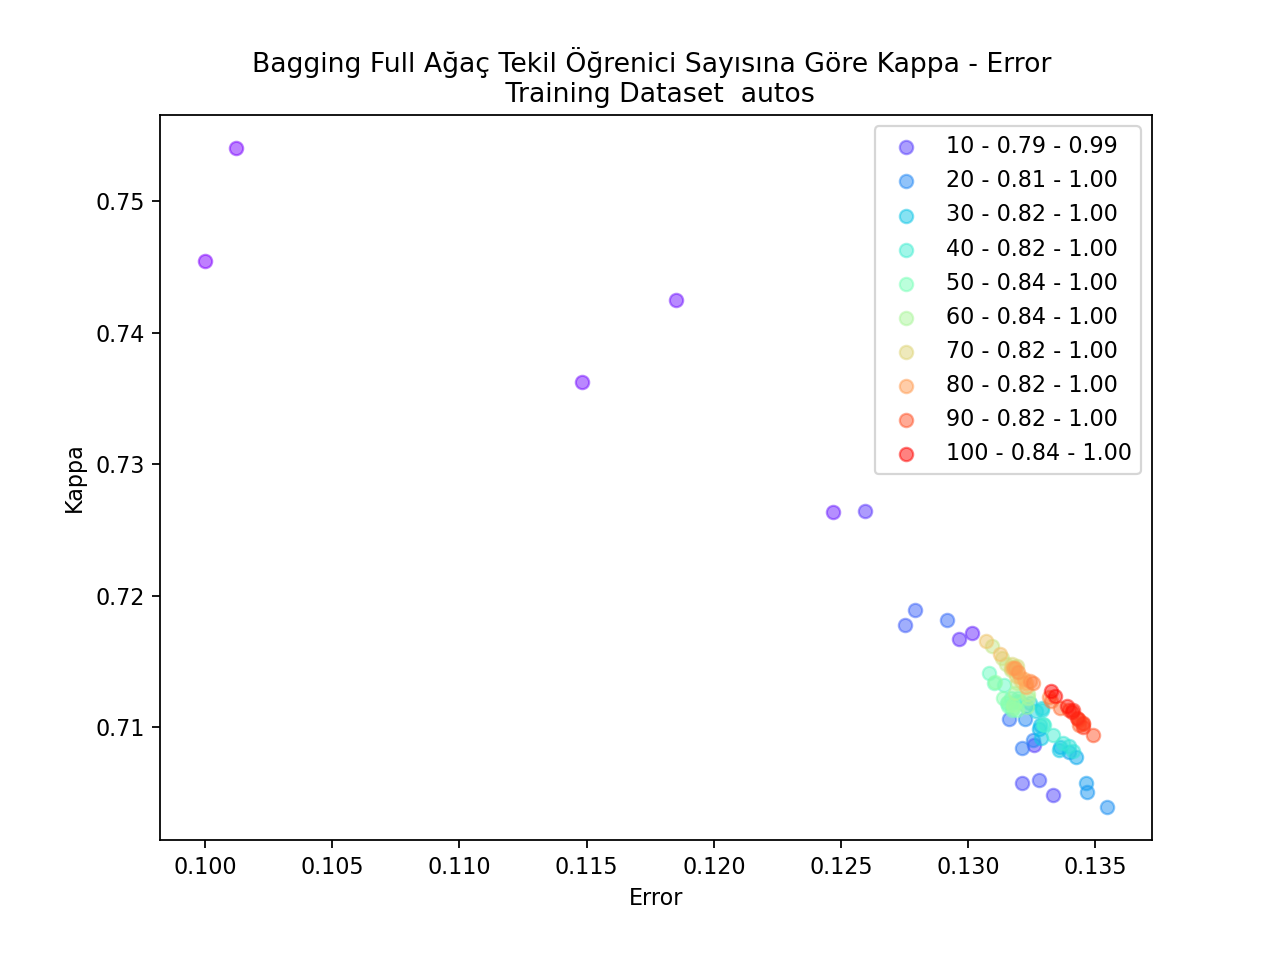 Bagging Full Ağaç Tekil Öğrenici Sayısına Göre Kappa - Error
Training Dataset  autos
10 - 0.79 - 0.99
20 - 0.81 - 1.00
30 - 0.82 - 1.00
40 - 0.82 - 1.00
50 - 0.84 - 1.00
60 - 0.84 - 1.00
70 - 0.82 - 1.00
80 - 0.82 - 1.00
90 - 0.82 - 1.00
100 - 0.84 - 1.00
Kappa
0.75
0.74
0.73
0.72
0.71
0.100 0.105 0.110 0.115 0.120 0.125 0.130 0.135
Error